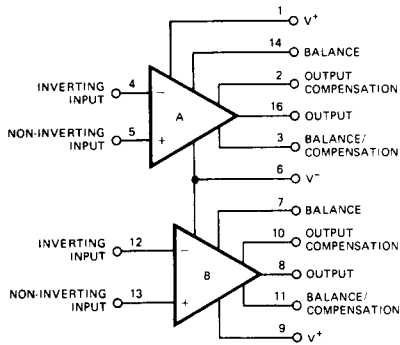 1 V+
14 BALANCE
2 OUTPUT
COMPENSATION
INVERTING 4
INPUT
−
A
16 OUTPUT
NON-INVERTING 5
INPUT
+
3 BALANCE/
COMPENSATION
6 V−
7 BALANCE
10 OUTPUT
COMPENSATION
INVERTING 12
INPUT
−
B
8 OUTPUT
NON-INVERTING 13
INPUT
+
11 BALANCE/
COMPENSATION
9 V+